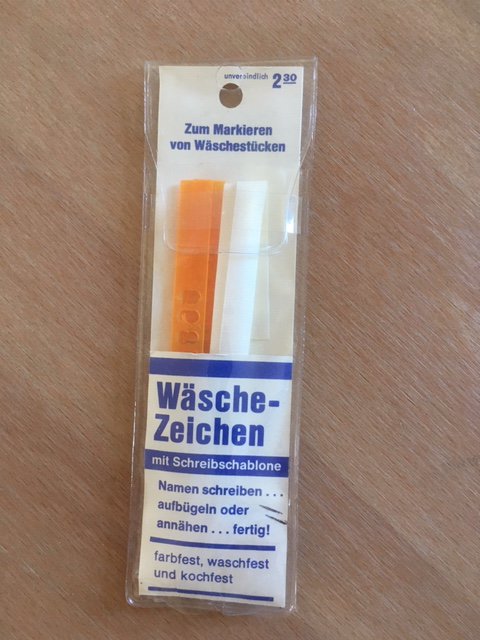 unverbindlich 2 30
Zum Markieren
von Wäschestücken
Wäsche-
Zeichen
mit Schreibschablone
Namen schreiben . . .
aufbügeln oder
annähen . . . fertig!
farbfest, waschfest
und kochfest